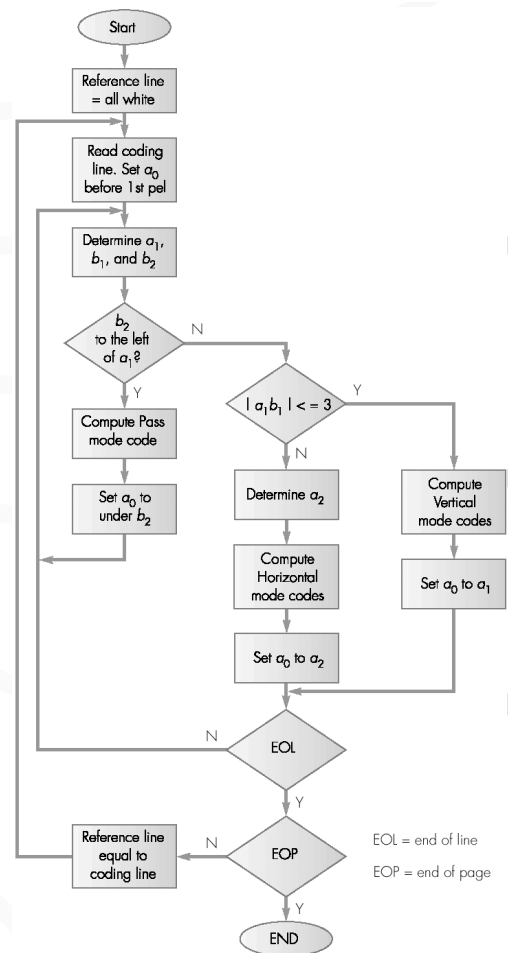 Start
Reference line
= all white
Read coding
line. Set a₀
before 1st pel
Determine a₁,
b₁, and b₂
b₂
to the left
of a₁?
N
Y
Compute Pass
mode code
Set a₀ to
under b₂
| a₁b₁ | < = 3
Y
N
Determine a₂
Compute
Horizontal
mode codes
Set a₀ to a₂
Compute
Vertical
mode codes
Set a₀ to a₁
EOL
N
Y
EOP
N
Y
Reference line
equal to
coding line
END
EOL = end of line
EOP = end of page